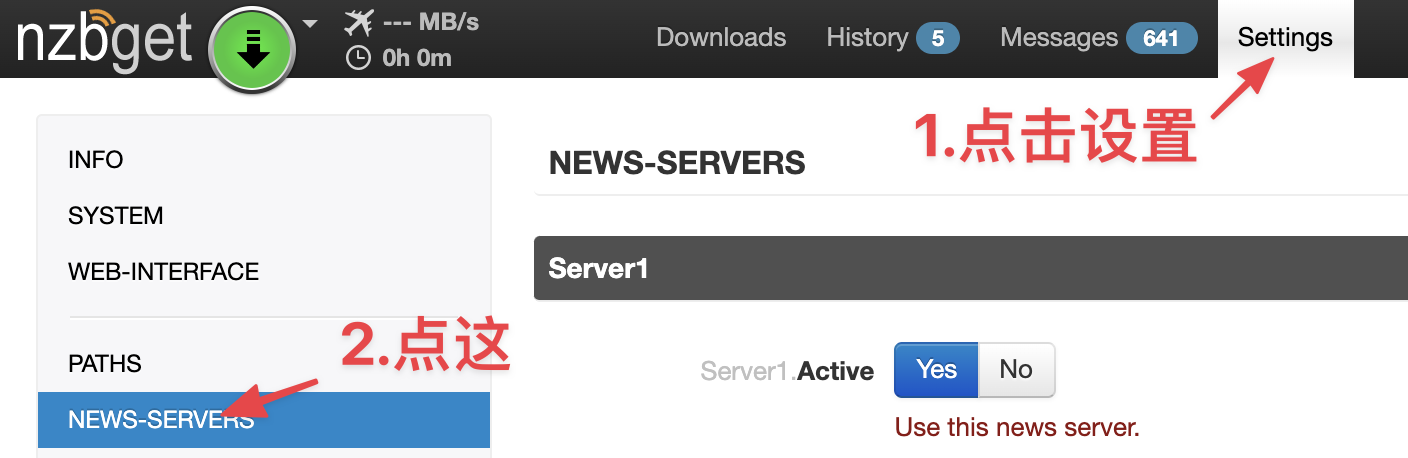 nzbget
--- MB/s
0h 0m
Downloads
History 5
Messages 641
Settings
1.点击设置
INFO
SYSTEM
WEB-INTERFACE
2.点这
PATHS
NEWS-SERVERS
NEWS-SERVERS
Server1
Server1.Active Yes No
Use this news server.